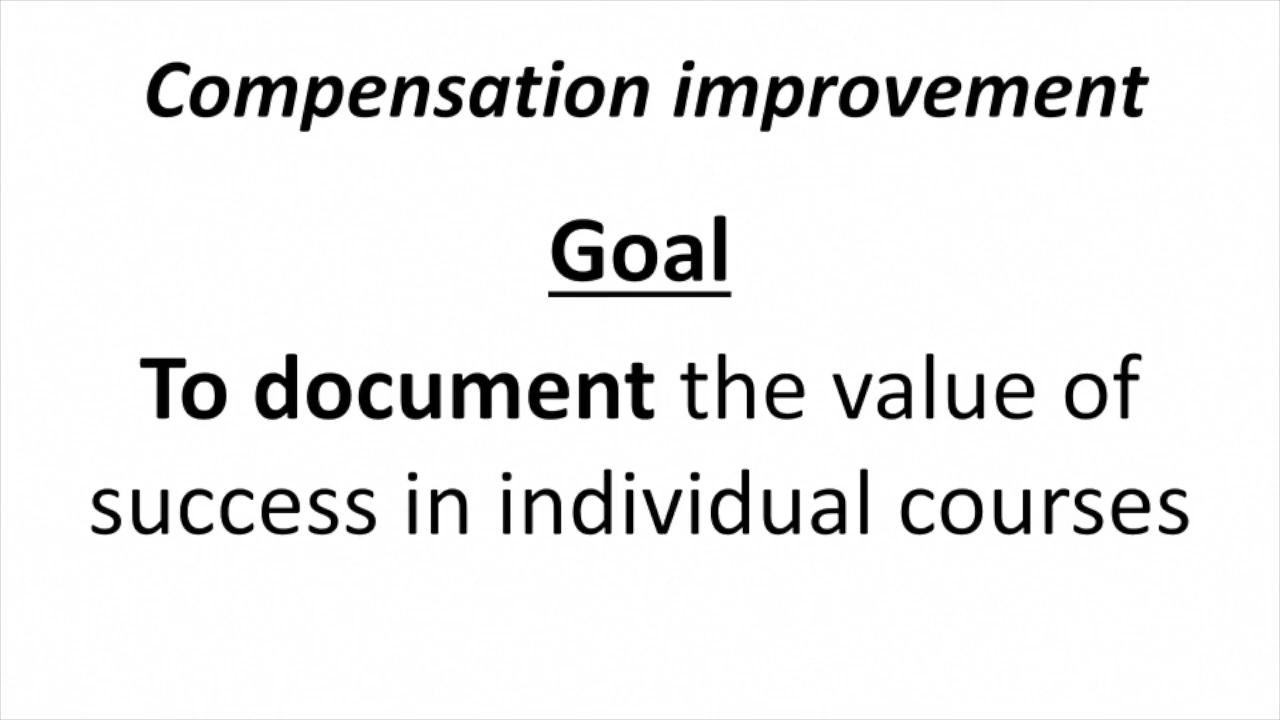 Compensation improvement
Goal
To document the value of
success in individual courses